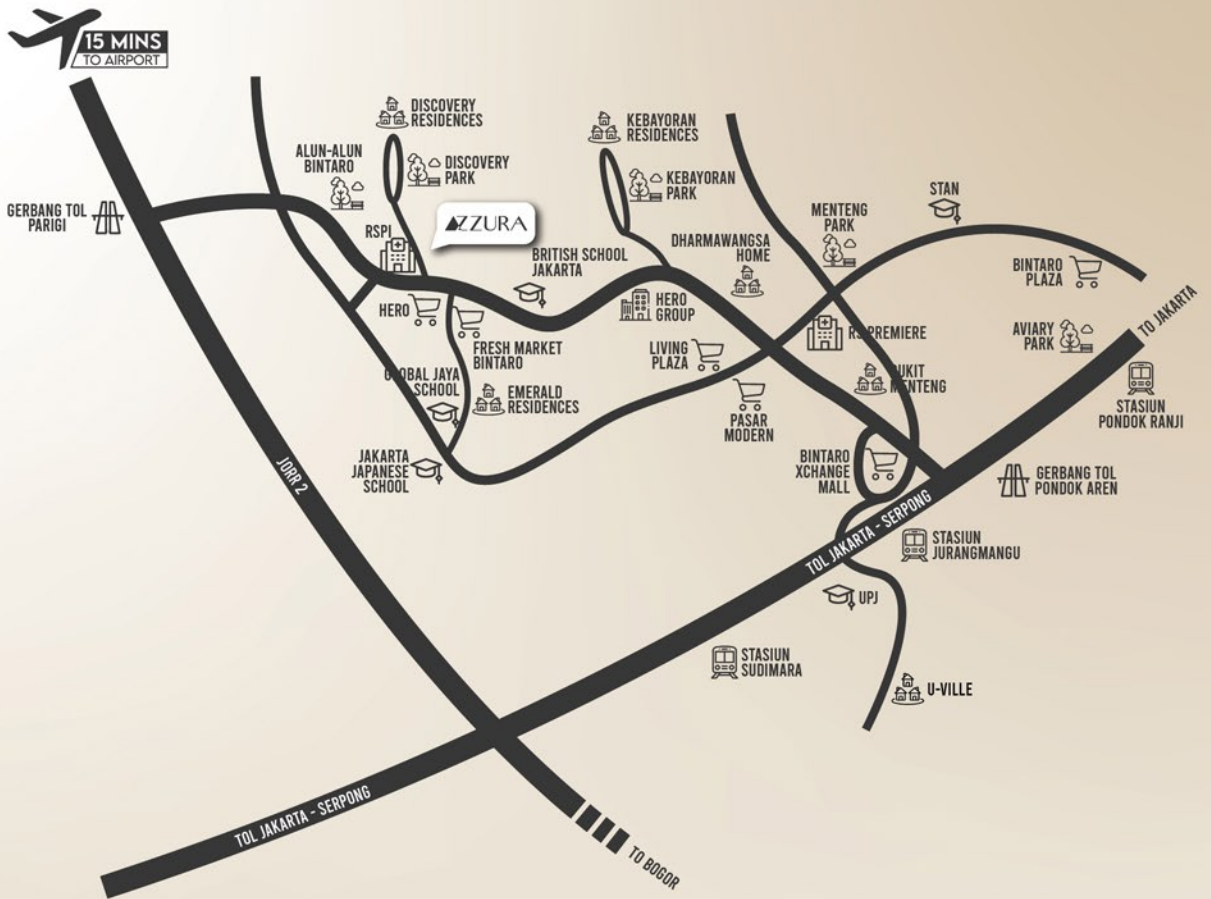 15 MINS
TO AIRPORT
DISCOVERY
RESIDENCES
KEBAYORAN
RESIDENCES
ALUN-ALUN
BINTARO
DISCOVERY
PARK
KEBAYORAN
PARK
STAN
GERBANG TOL
PARIGI
MENTENG
PARK
AZZURA
RSPI
DHARMAWANGSA
HOME
BRITISH SCHOOL
JAKARTA
BINTARO
PLAZA
HERO
HERO
GROUP
TO JAKARTA
RS PREMIERE
AVIARY
PARK
FRESH MARKET
BINTARO
LIVING
PLAZA
GLOBAL JAYA
SCHOOL
BUKIT
MENTENG
EMERALD
RESIDENCES
STASIUN
PONDOK RANJI
PASAR
MODERN
JAKARTA
JAPANESE
SCHOOL
BINTARO
XCHANGE
MALL
JORR 2
GERBANG TOL
PONDOK AREN
TOL JAKARTA - SERPONG
STASIUN
JURANGMANGU
UPJ
STASIUN
SUDIMARA
U-VILLE
TOL JAKARTA - SERPONG
TO BOGOR